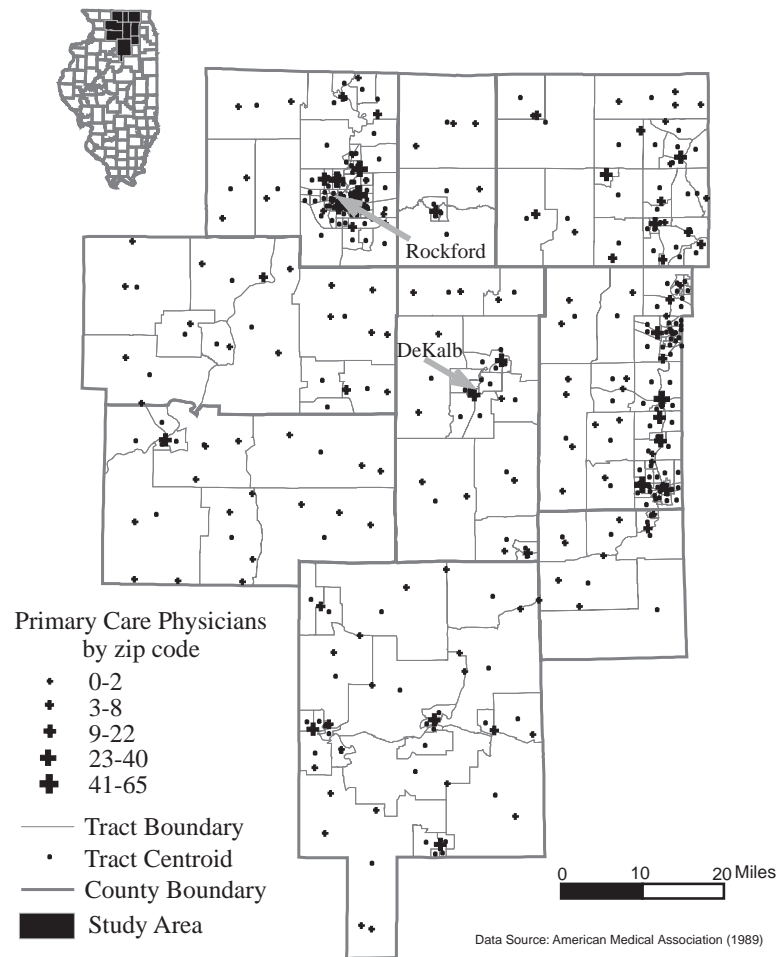 Rockford
DeKalb
Primary Care Physicians
by zip code
0-2
3-8
9-22
23-40
41-65
Tract Boundary
Tract Centroid
County Boundary
Study Area
0 10 20 Miles
Data Source: American Medical Association (1989)